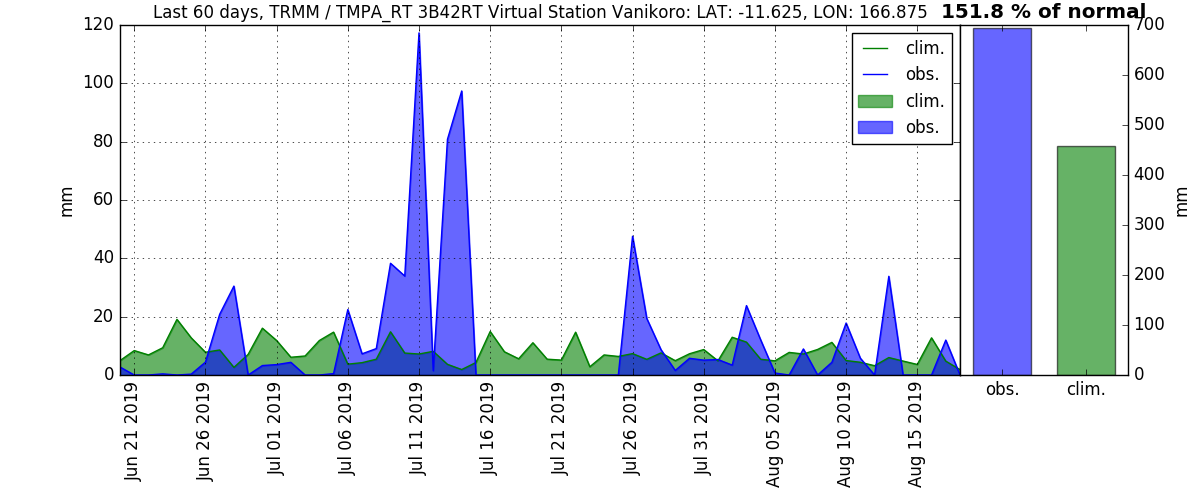 Last 60 days, TRMM / TMPA_RT 3B42RT Virtual Station Vanikoro: LAT: -11.625, LON: 166.875
151.8 % of normal
120
100
80
60
40
20
0
mm
clim.
obs.
clim.
obs.
Jun 21 2019
Jun 26 2019
Jul 01 2019
Jul 06 2019
Jul 11 2019
Jul 16 2019
Jul 21 2019
Jul 26 2019
Jul 31 2019
Aug 05 2019
Aug 10 2019
Aug 15 2019
700
600
500
400
300
200
100
0
mm
obs.
clim.